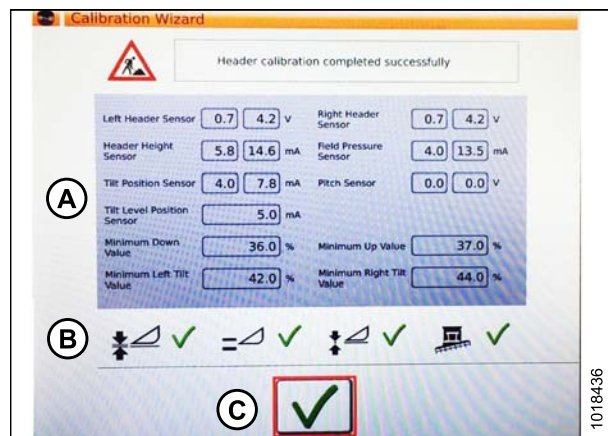 Calibration Wizard
Header calibration completed successfully
Left Header Sensor 0.7 4.2 V Right Header Sensor 0.7 4.2 V
Header Height Sensor 5.8 14.6 mA Field Pressure Sensor 4.0 13.5 mA
Tilt Position Sensor 4.0 7.8 mA Pitch Sensor 0.0 0.0 V
A
Tilt Level Position Sensor 5.0 mA
Minimum Down Value 36.0 % Minimum Up Value 37.0 %
Minimum Left Tilt Value 42.0 % Minimum Right Tilt Value 44.0 %
B
C
1018436